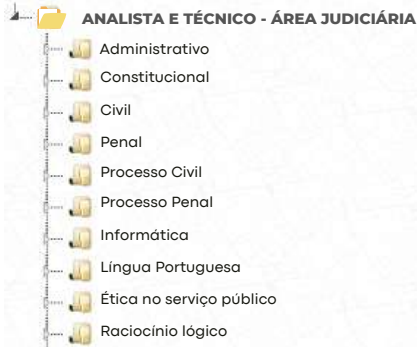 ANALISTA E TÉCNICO - ÁREA JUDICIÁRIA
Administrativo
Constitucional
Civil
Penal
Processo Civil
Processo Penal
Informática
Língua Portuguesa
Ética no serviço público
Raciocínio lógico